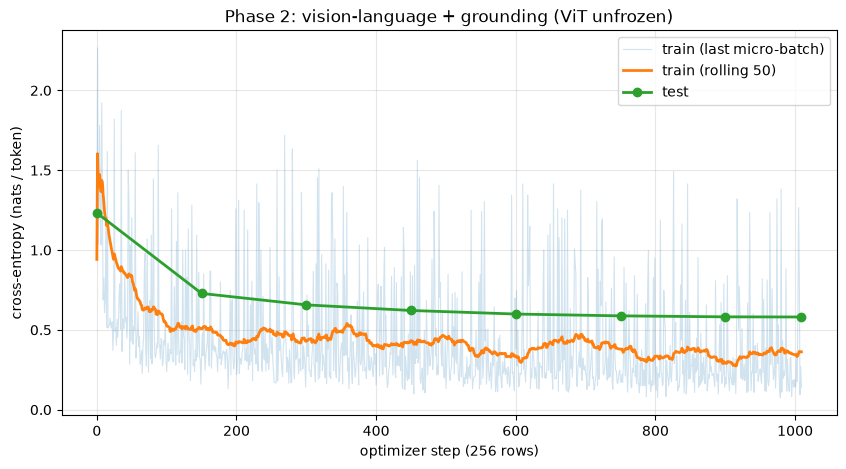 Phase 2: vision-language + grounding (ViT unfrozen)
train (last micro-batch)
train (rolling 50)
test
cross-entropy (nats / token)
2.0
1.5
1.0
0.5
0.0
0 200 400 600 800 1000
optimizer step (256 rows)